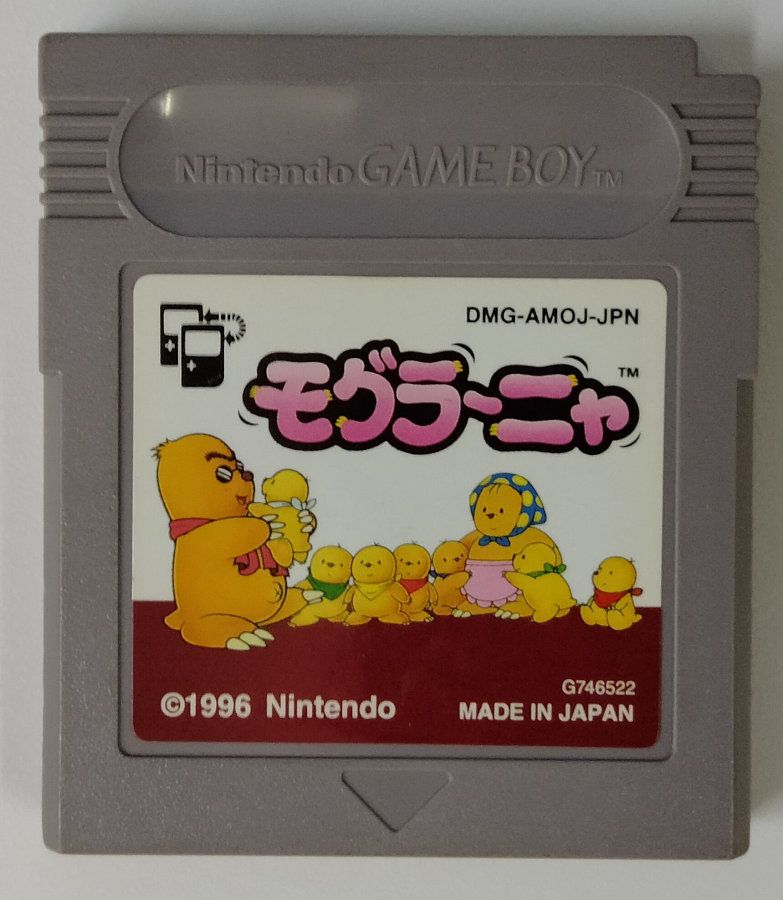 Nintendo GAME BOY TM
DMG-AMOJ-JPN
モグラーニャ TM
G746522
©1996 Nintendo
MADE IN JAPAN